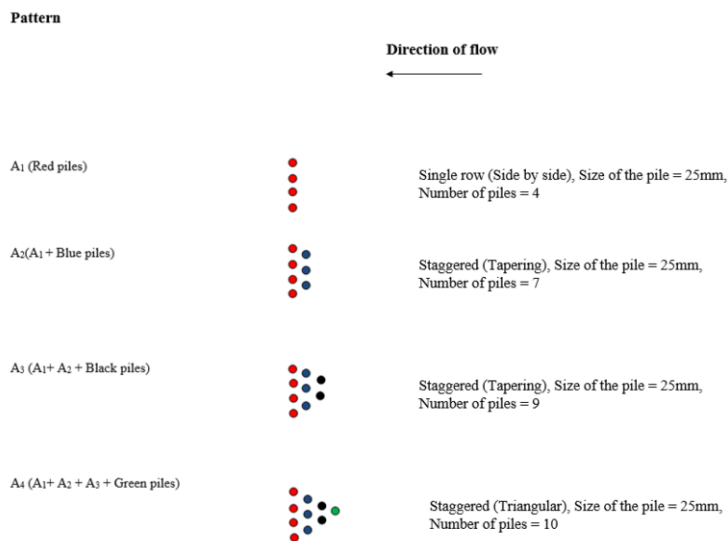 Pattern
Direction of flow
A₁ (Red piles)
Single row (Side by side), Size of the pile = 25mm,
Number of piles = 4
A₂(A₁ + Blue piles)
Staggered (Tapering), Size of the pile = 25mm,
Number of piles = 7
A₃ (A₁+ A₂ + Black piles)
Staggered (Tapering), Size of the pile = 25mm,
Number of piles = 9
A₄ (A₁+ A₂ + A₃ + Green piles)
Staggered (Triangular), Size of the pile = 25mm,
Number of piles = 10